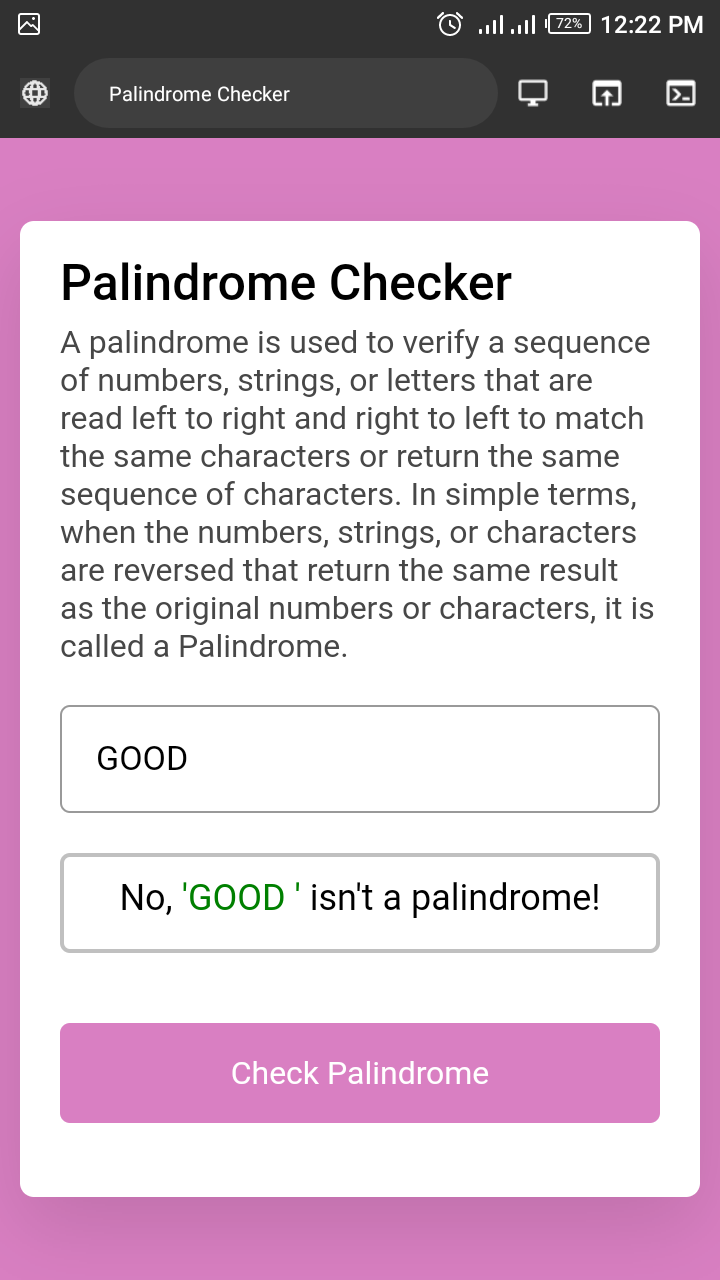 72% 12:22 PM
Palindrome Checker
Palindrome Checker
A palindrome is used to verify a sequence
of numbers, strings, or letters that are
read left to right and right to left to match
the same characters or return the same
sequence of characters. In simple terms,
when the numbers, strings, or characters
are reversed that return the same result
as the original numbers or characters, it is
called a Palindrome.
GOOD
No, 'GOOD ' isn't a palindrome!
Check Palindrome